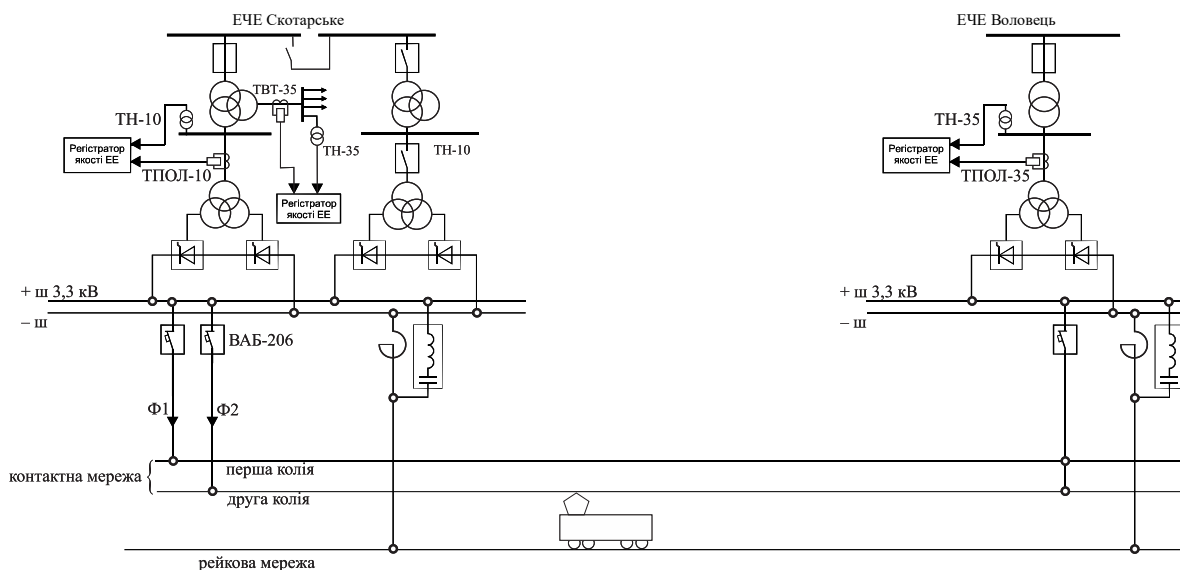 ЕЧЕ Скотарське
ЕЧЕ Воловець
ТВТ-35
ТН-10
ТН-35
Регістратор
якості ЕЕ
ТПОЛ-10
ТН-35
ТН-10
Регістратор
якості ЕЕ
Регістратор
якості ЕЕ
ТПОЛ-35
+ ш 3,3 кВ
– ш
+ ш 3,3 кВ
– ш
ВАБ-206
Ф1
Ф2
контактна мережа
перша колія
друга колія
рейкова мережа